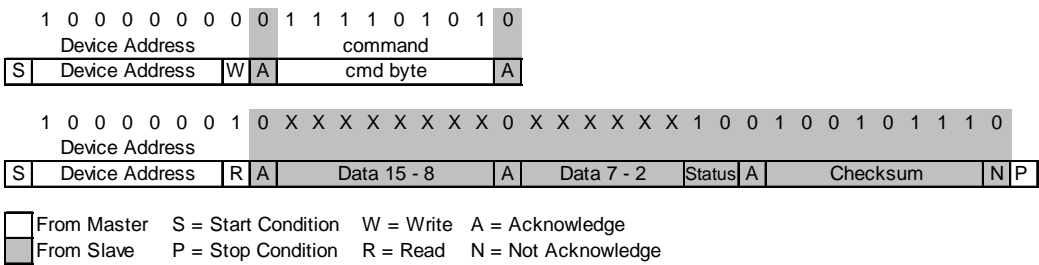 1 0 0 0 0 0 0 0 0 1 1 1 1 0 1 0 1 0
Device Address command
S Device Address W A cmd byte A
1 0 0 0 0 0 0 1 0 X X X X X X X X 0 X X X X X X 1 0 0 1 0 0 1 0 1 1 1 0
Device Address
S Device Address R A Data 15 - 8 A Data 7 - 2 Status A Checksum N P
From Master S = Start Condition W = Write A = Acknowledge
From Slave P = Stop Condition R = Read N = Not Acknowledge